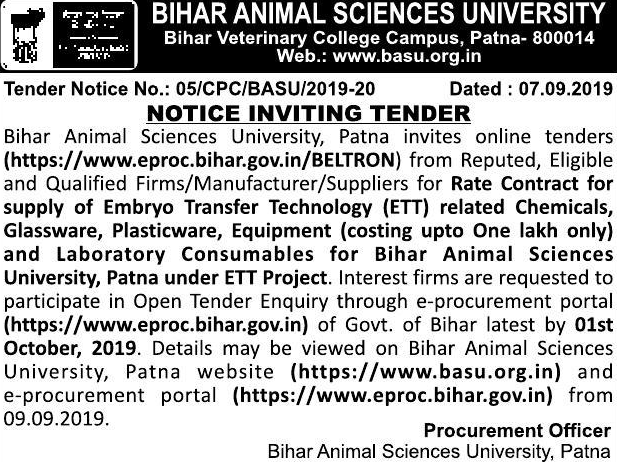 BIHAR ANIMAL SCIENCES UNIVERSITY
Bihar Veterinary College Campus, Patna- 800014
Web.: www.basu.org.in
Tender Notice No.: 05/CPC/BASU/2019-20 Dated : 07.09.2019
NOTICE INVITING TENDER
Bihar Animal Sciences University, Patna invites online tenders
(https://www.eproc.bihar.gov.in/BELTRON) from Reputed, Eligible
and Qualified Firms/Manufacturer/Suppliers for Rate Contract for
supply of Embryo Transfer Technology (ETT) related Chemicals,
Glassware, Plasticware, Equipment (costing upto One lakh only)
and Laboratory Consumables for Bihar Animal Sciences
University, Patna under ETT Project. Interest firms are requested to
participate in Open Tender Enquiry through e-procurement portal
(https://www.eproc.bihar.gov.in) of Govt. of Bihar latest by 01st
October, 2019. Details may be viewed on Bihar Animal Sciences
University, Patna website (https://www.basu.org.in) and
e-procurement portal (https://www.eproc.bihar.gov.in) from
09.09.2019.
Procurement Officer
Bihar Animal Sciences University, Patna